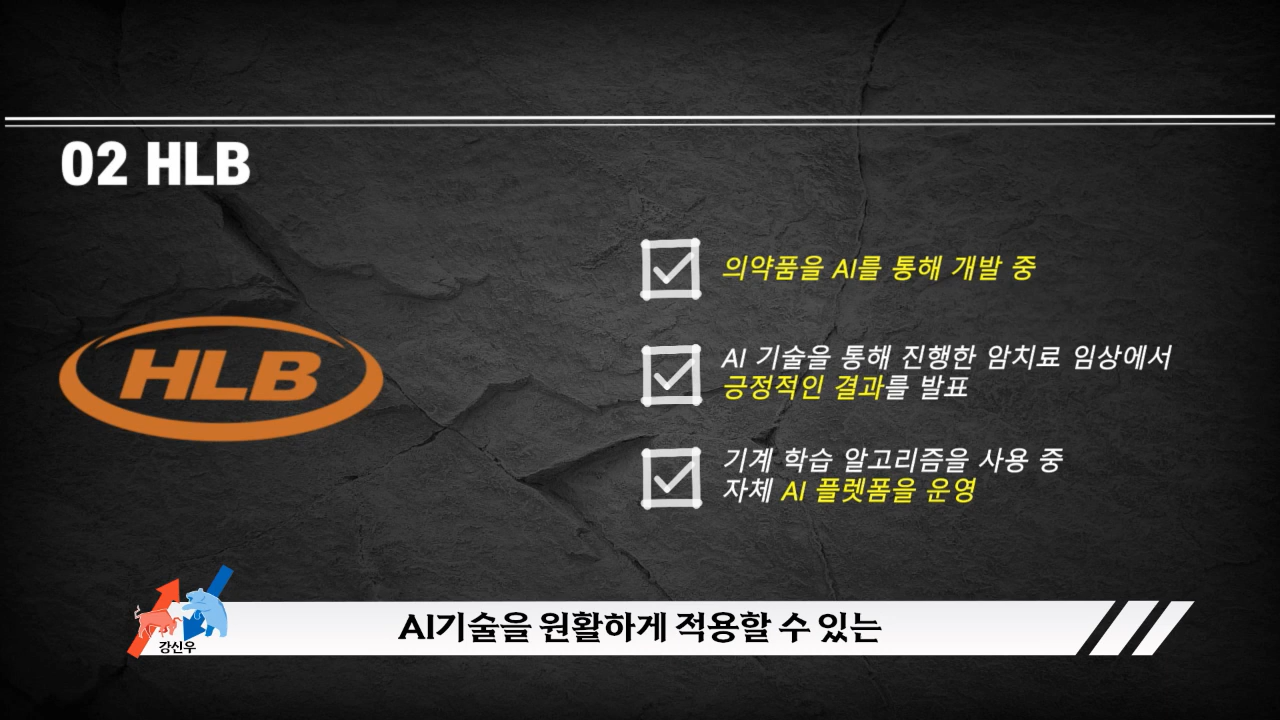 02 HLB
HLB
의약품을 AI를 통해 개발 중
AI 기술을 통해 진행한 암치료 임상에서
긍정적인 결과를 발표
기계 학습 알고리즘을 사용 중
자체 AI 플렛폼을 운영
강신우
AI기술을 원활하게 적용할 수 있는